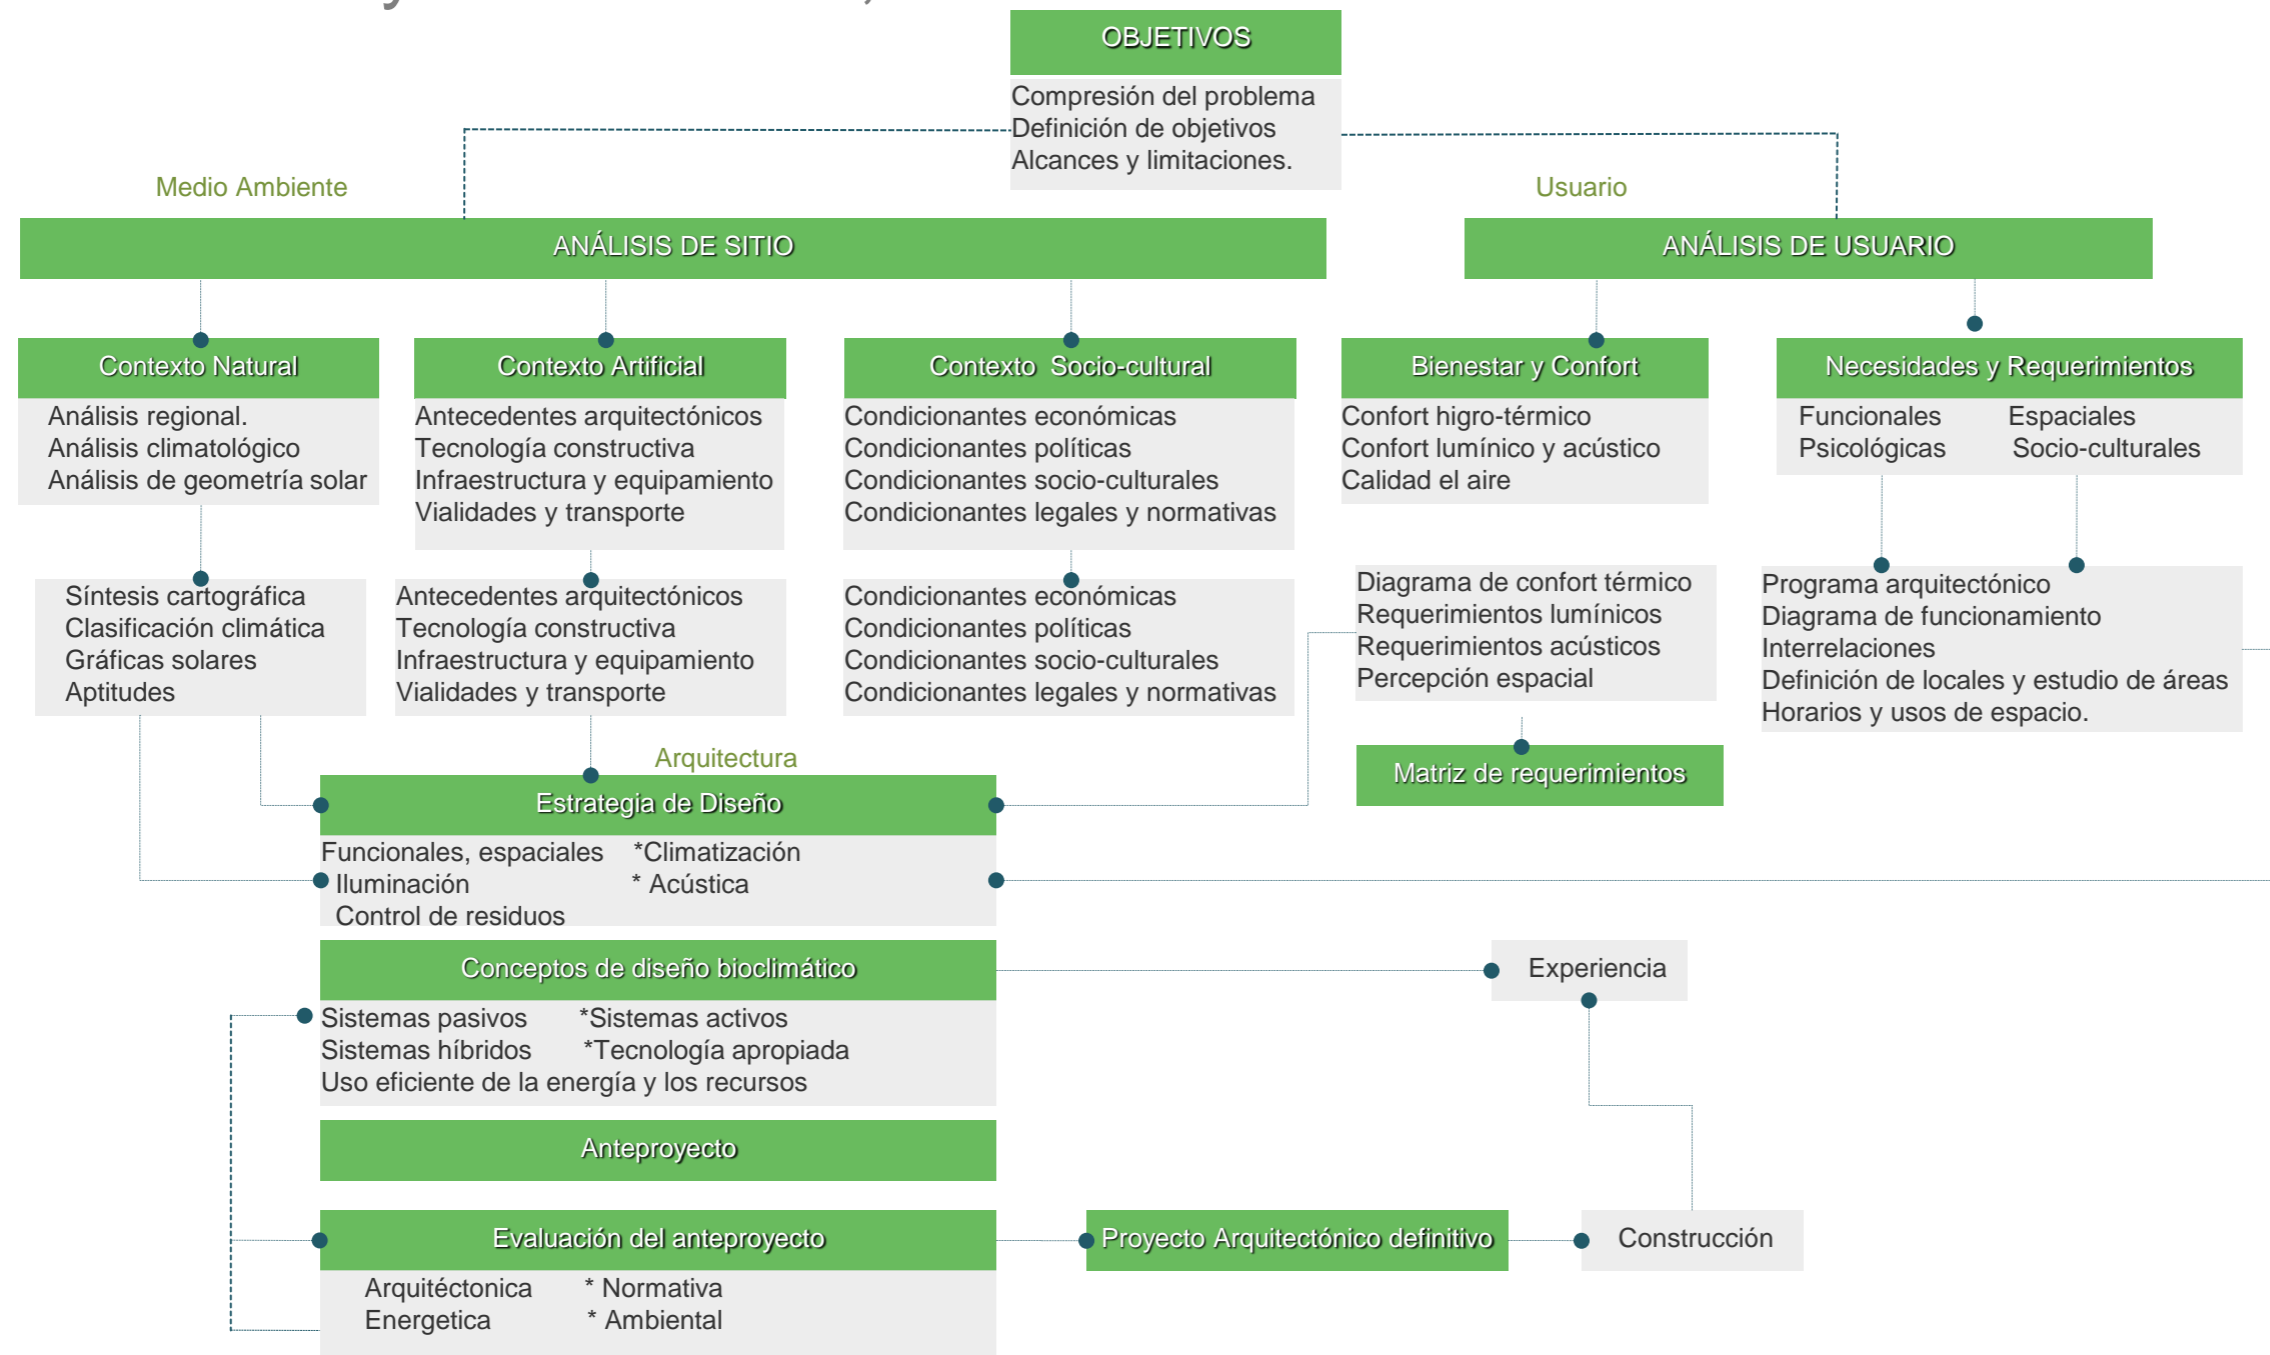 OBJETIVOS
Compresión del problema
Definición de objetivos
Alcances y limitaciones.
Medio Ambiente
Usuario
ANÁLISIS DE SITIO
ANÁLISIS DE USUARIO
Contexto Natural
Análisis regional.
Análisis climatológico
Análisis de geometría solar
Contexto Artificial
Antecedentes arquitectónicos
Tecnología constructiva
Infraestructura y equipamiento
Vialidades y transporte
Contexto Socio-cultural
Condicionantes económicas
Condicionantes políticas
Condicionantes socio-culturales
Condicionantes legales y normativas
Bienestar y Confort
Confort higro-térmico
Confort lumínico y acústico
Calidad el aire
Necesidades y Requerimientos
Funcionales Espaciales
Psicológicas Socio-culturales
Síntesis cartográfica
Clasificación climática
Gráficas solares
Aptitudes
Antecedentes arquitectónicos
Tecnología constructiva
Infraestructura y equipamiento
Vialidades y transporte
Condicionantes económicas
Condicionantes políticas
Condicionantes socio-culturales
Condicionantes legales y normativas
Diagrama de confort térmico
Requerimientos lumínicos
Requerimientos acústicos
Percepción espacial
Programa arquitectónico
Diagrama de funcionamiento
Interrelaciones
Definición de locales y estudio de áreas
Horarios y usos de espacio.
Matriz de requerimientos
Arquitectura
Estrategia de Diseño
Funcionales, espaciales *Climatización
Iluminación * Acústica
Control de residuos
Conceptos de diseño bioclimático
Sistemas pasivos *Sistemas activos
Sistemas híbridos *Tecnología apropiada
Uso eficiente de la energía y los recursos
Experiencia
Anteproyecto
Evaluación del anteproyecto
Arquitéctonica * Normativa
Energetica * Ambiental
Proyecto Arquitectónico definitivo
Construcción